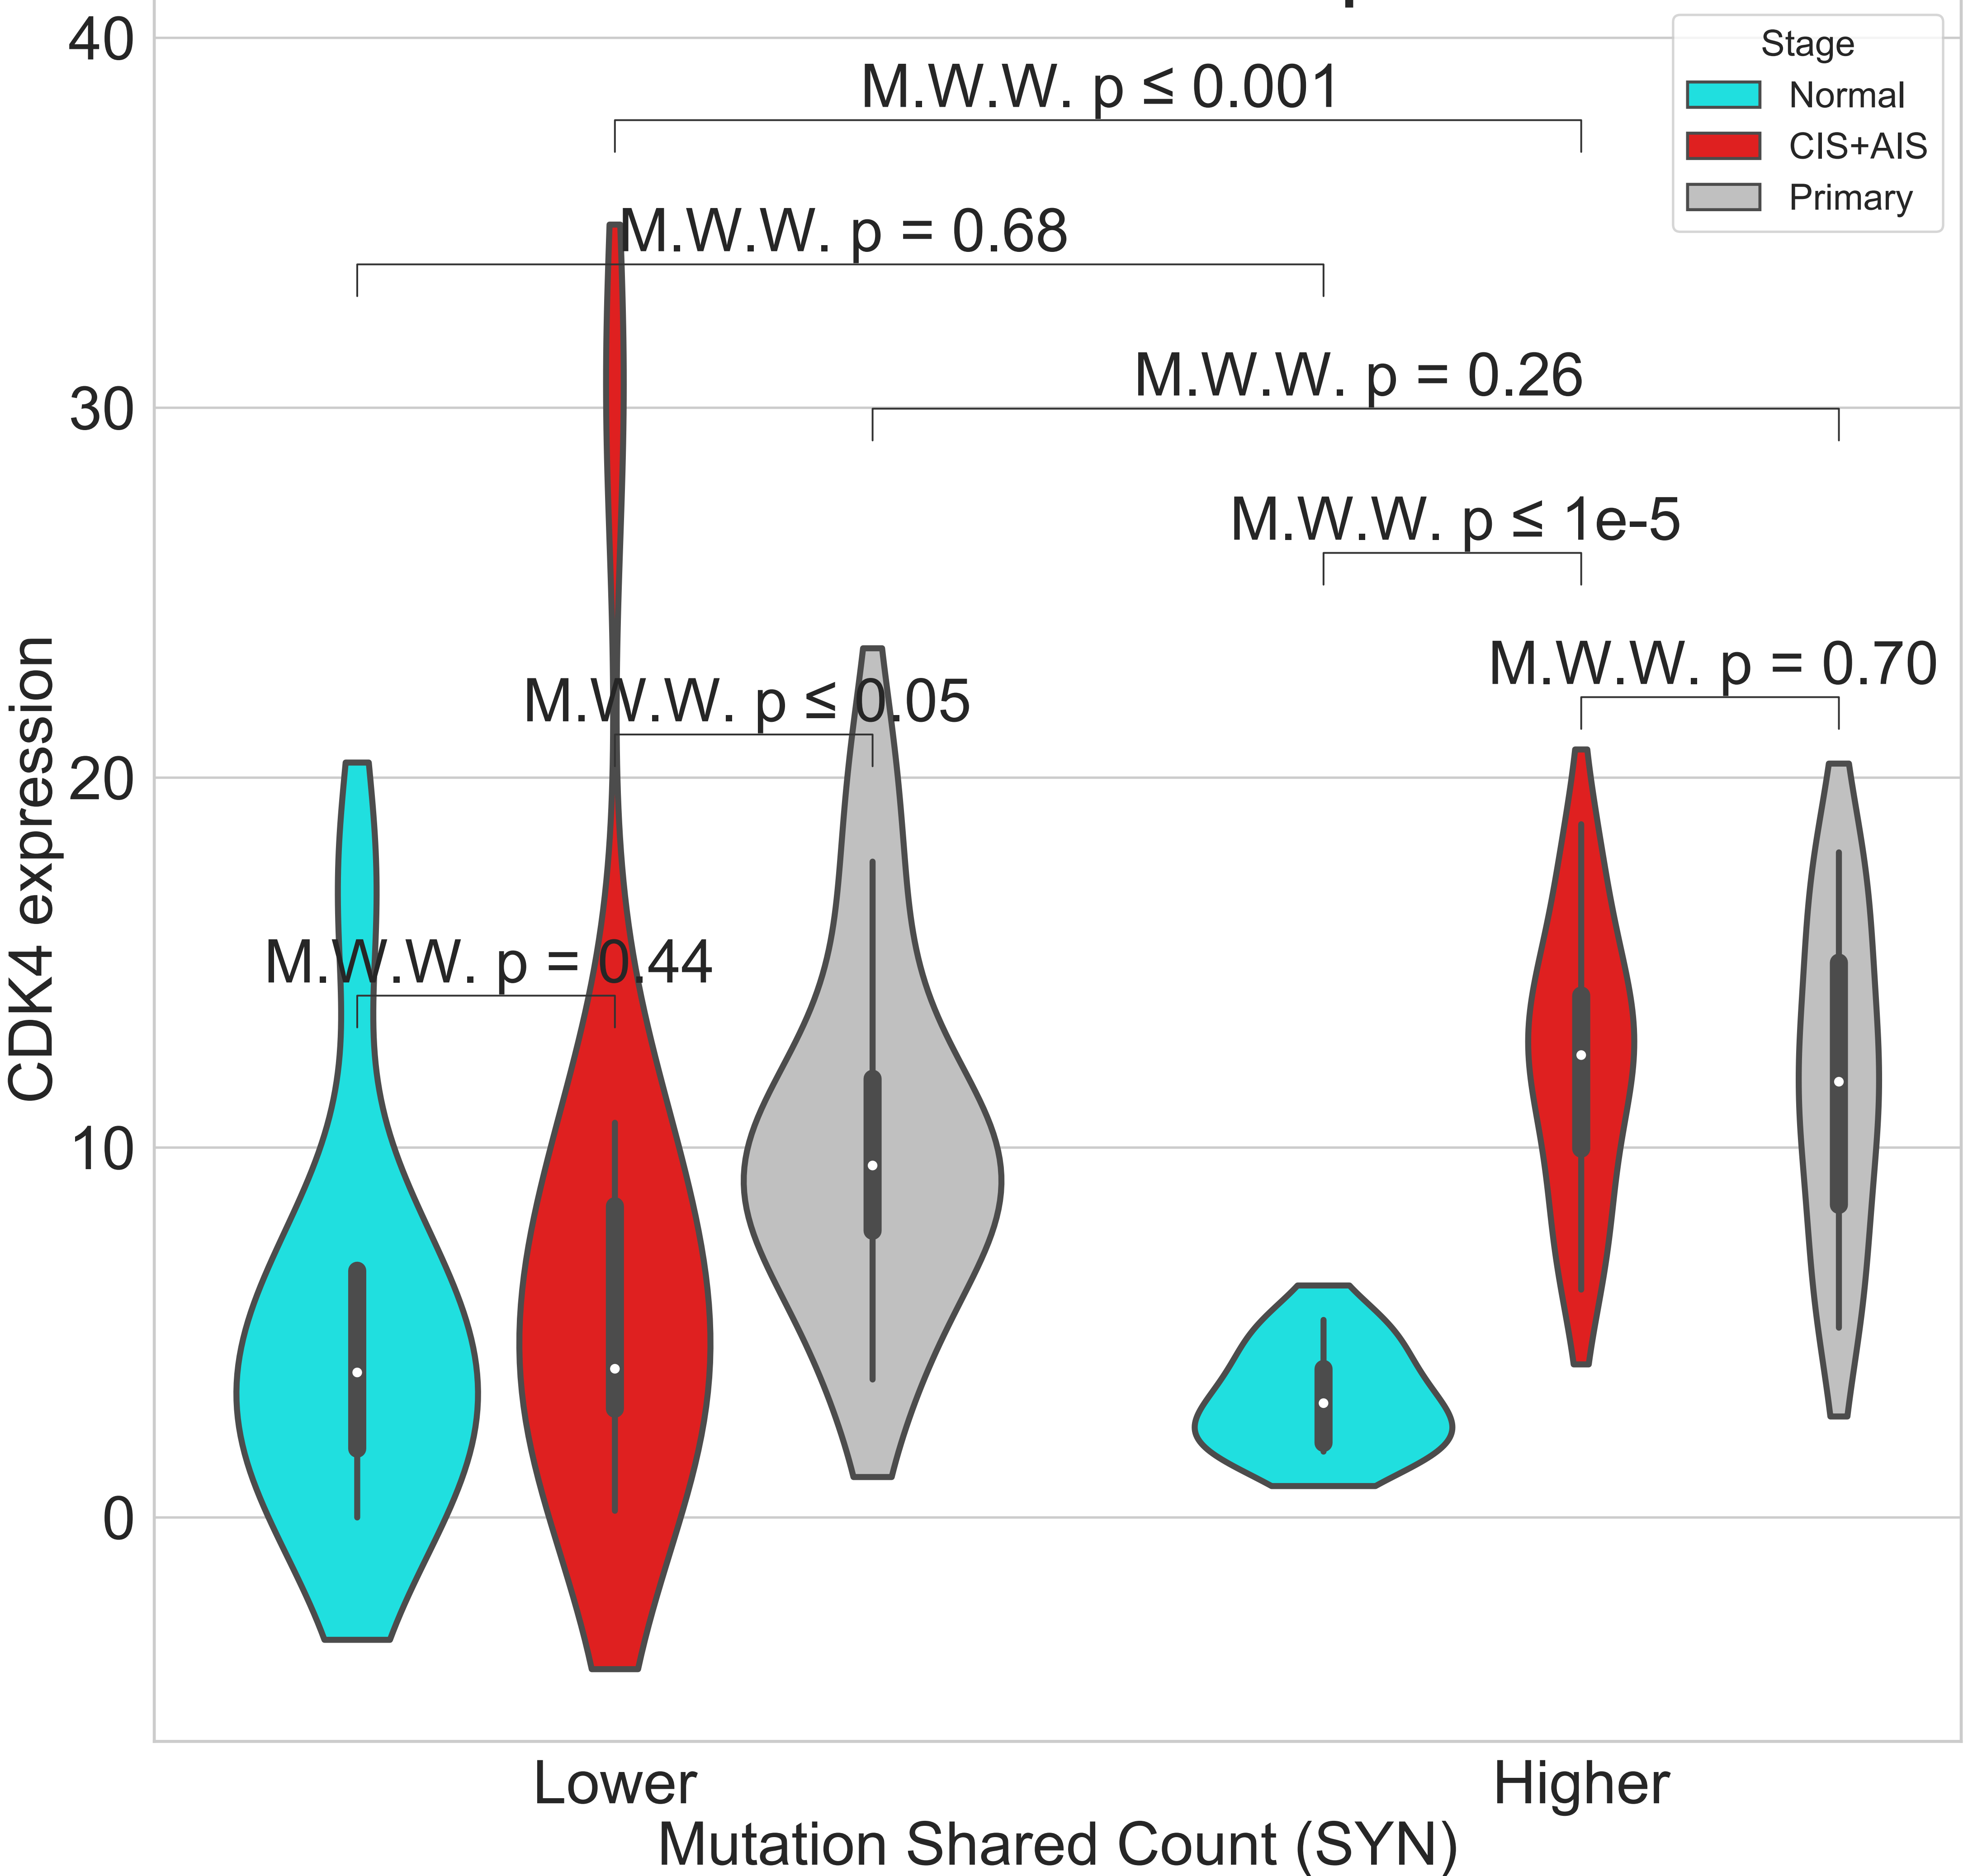 40
M.W.W. p ≤ 0.001
Stage
Normal
CIS+AIS
Primary
M.W.W. p = 0.68
30
M.W.W. p = 0.26
M.W.W. p ≤ 1e-5
M.W.W. p = 0.70
M.W.W. p ≤ 0.05
20
M.W.W. p = 0.44
CDK4 expression
10
0
Lower
Higher
Mutation Shared Count (SYN)